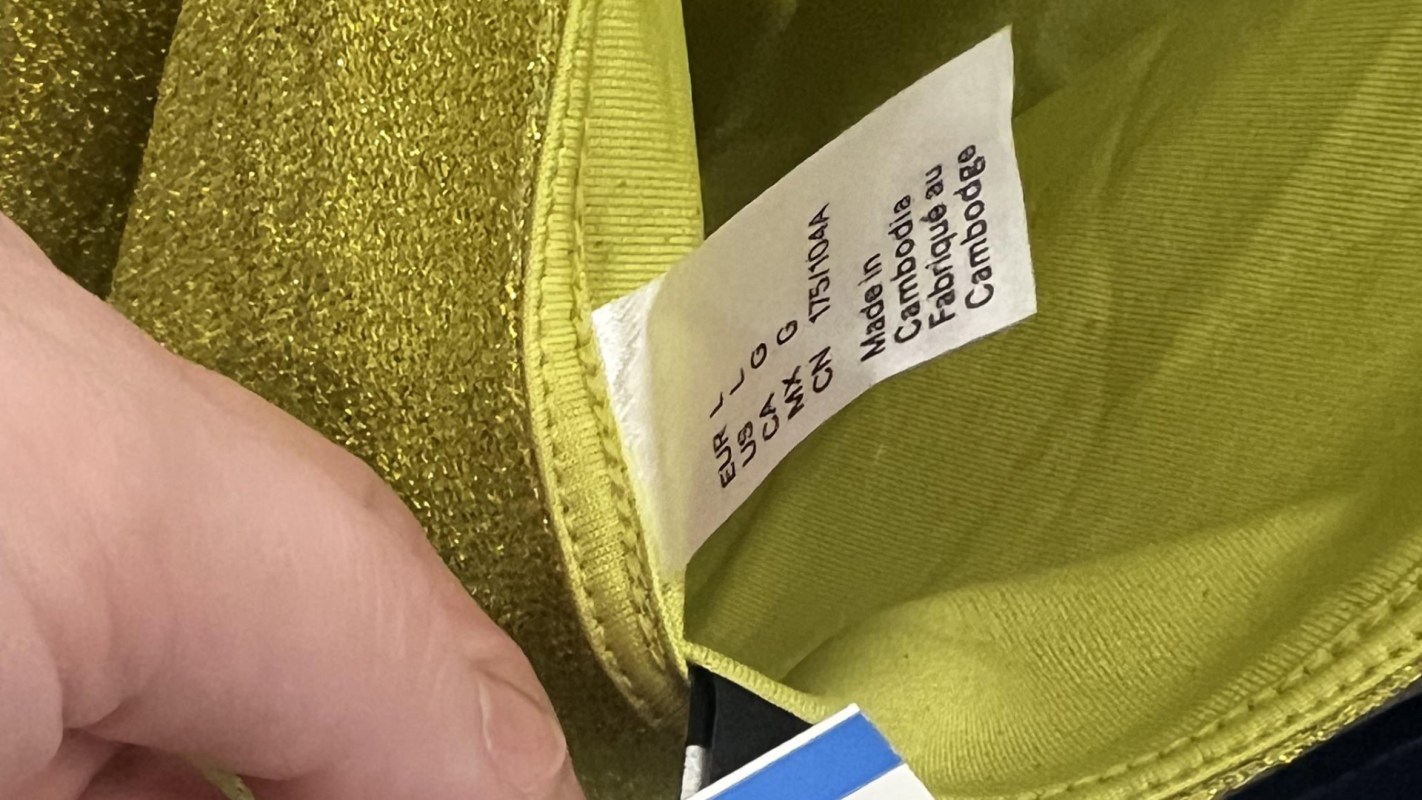 EUR L
US L
CA G
MX G
CN 175/104A
Made in
Cambodia
Fabriqué au
Cambodge